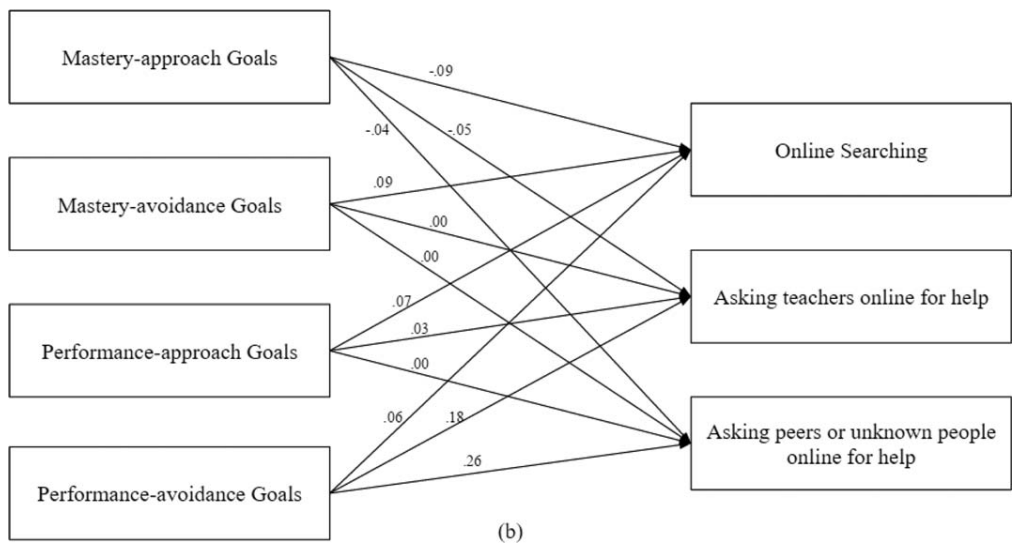 Mastery-approach Goals
-.09
Online Searching
-.04
-.05
Mastery-avoidance Goals
.09
.00
.00
Asking teachers online for help
Performance-approach Goals
.07
.03
.00
Asking peers or unknown people
online for help
Performance-avoidance Goals
.06
.18
.26
(b)